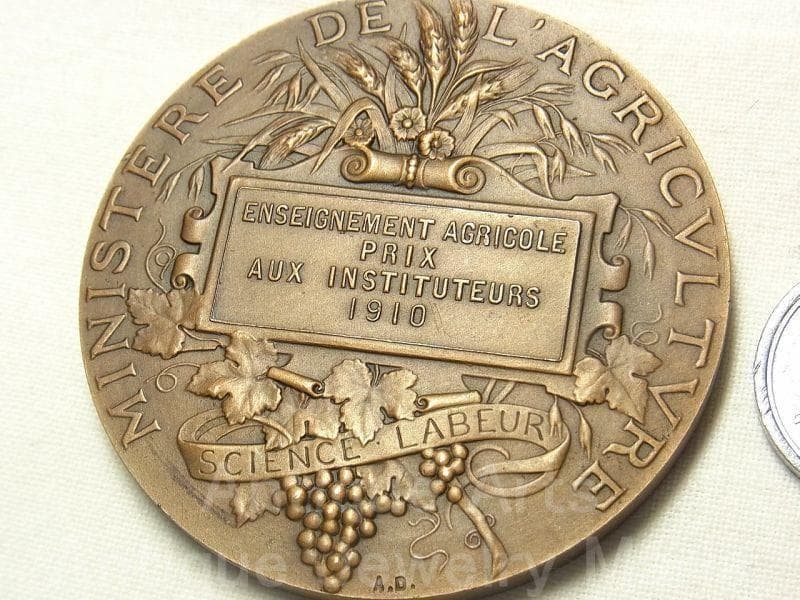 MINISTERE DE L'AGRICVLTVRE
ENSEIGNEMENT AGRICOLE
PRIX
AUX INSTITUTEURS
1910
SCIENCE · LABEUR
A.D.